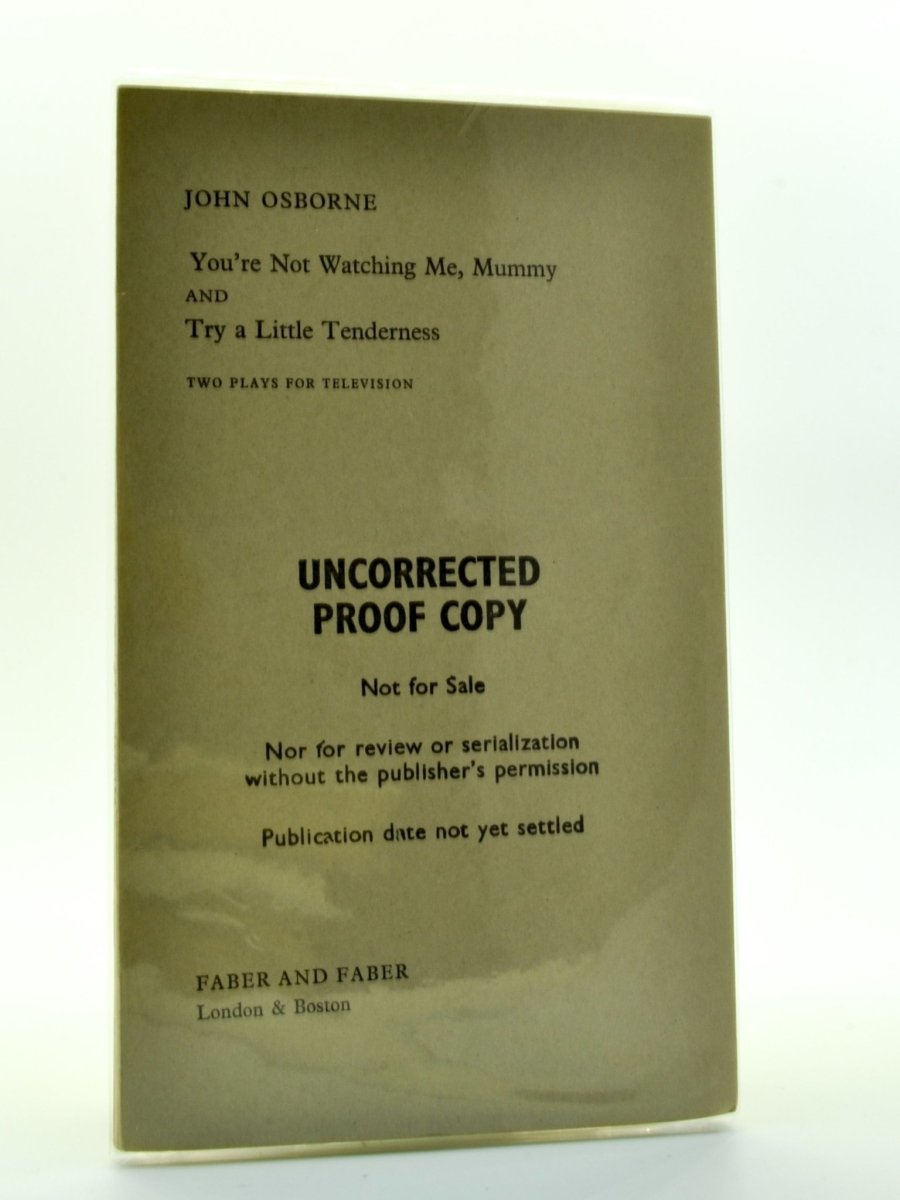 JOHN OSBORNE
You're Not Watching Me, Mummy
AND
Try a Little Tenderness
TWO PLAYS FOR TELEVISION
UNCORRECTED
PROOF COPY
Not for Sale
Nor for review or serialization
without the publisher's permission
Publication date not yet settled
FABER AND FABER
London & Boston